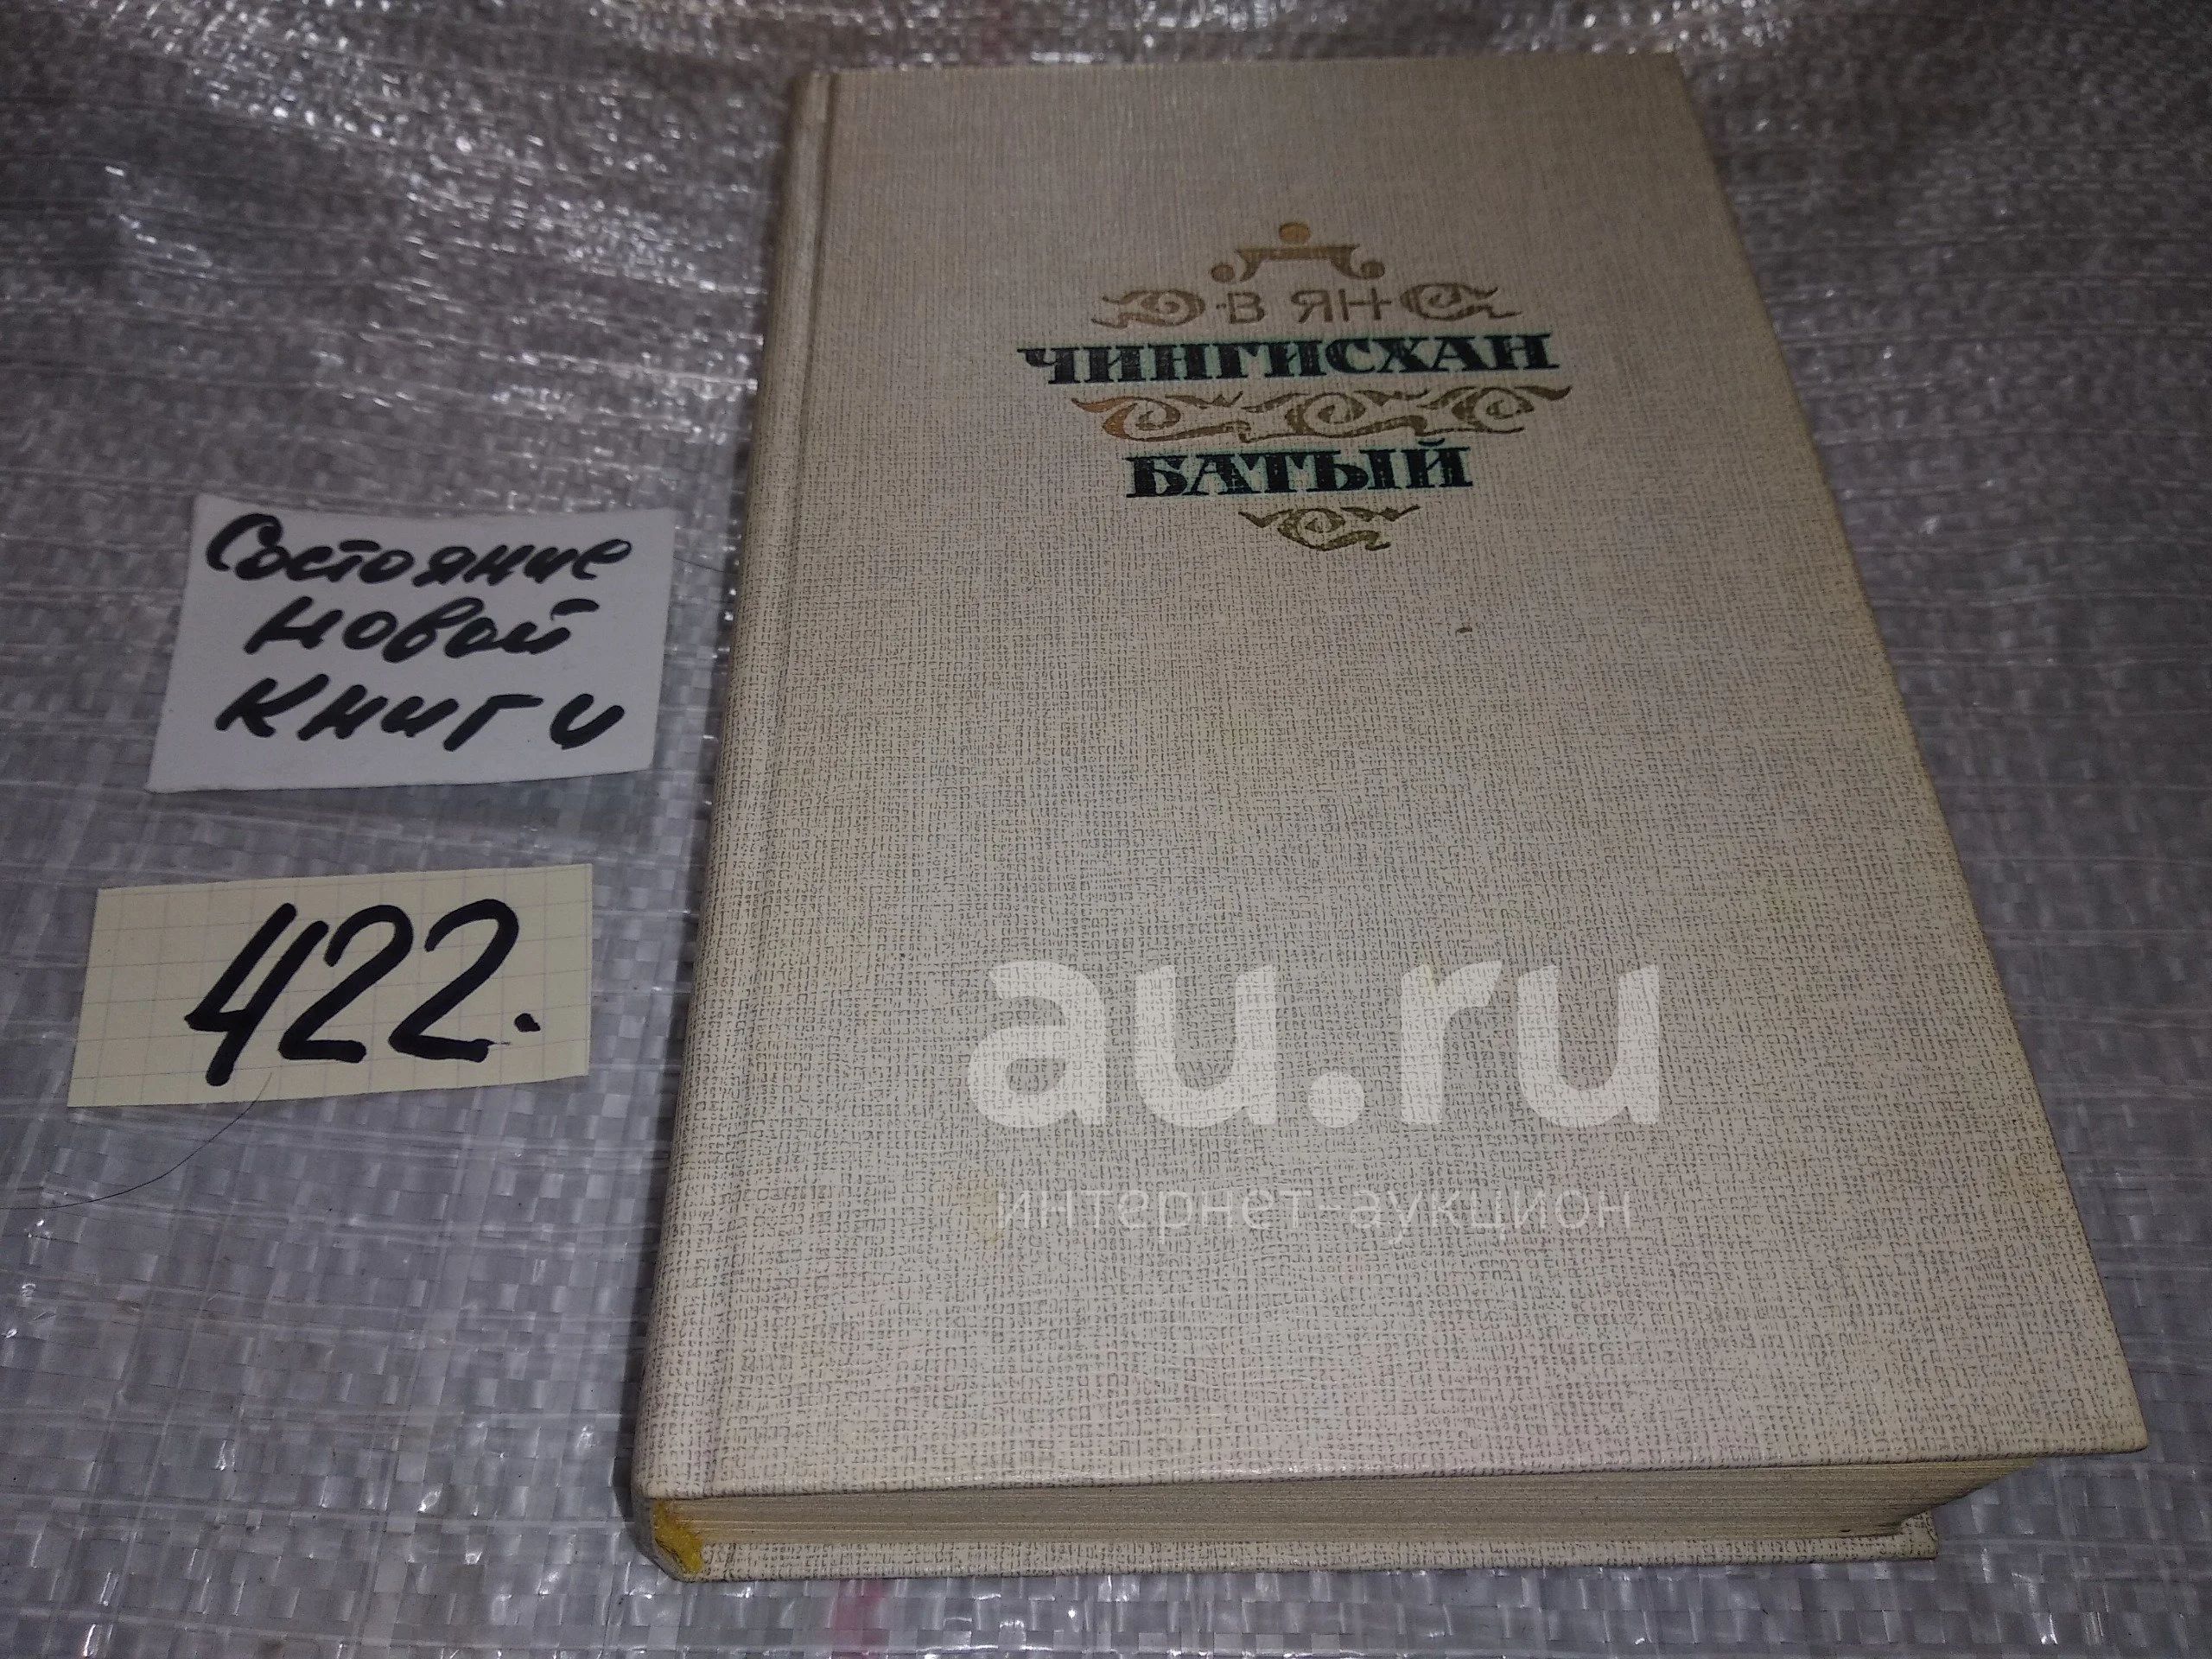 В ЯН
ЧИНГИСХАН
БАТЫЙ
Состояние
новой
книги
422.
au.ru
интернет-аукцион